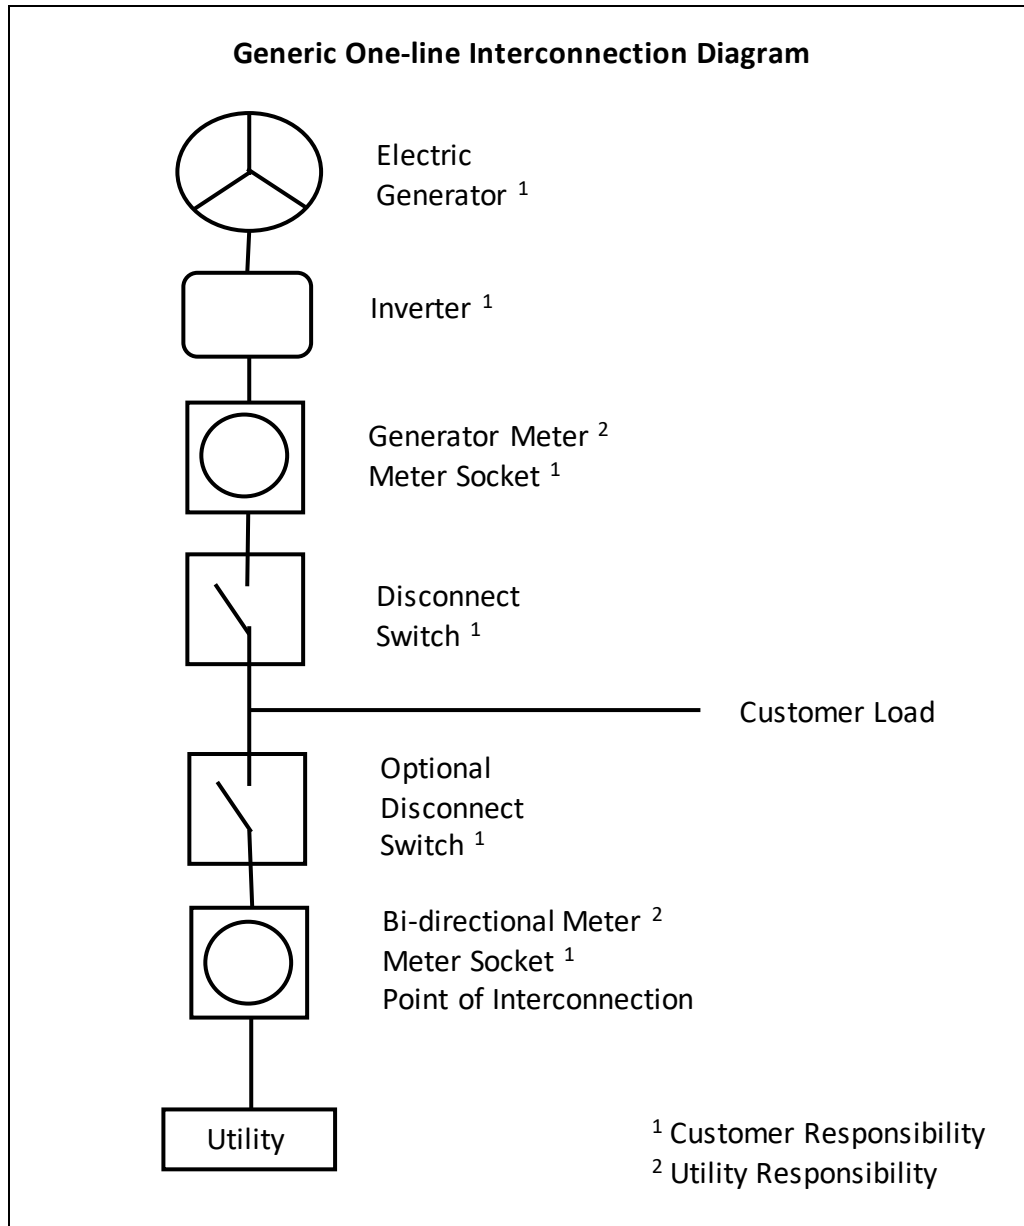 Generic One-line Interconnection Diagram
Electric
Generator ¹
Inverter ¹
Generator Meter ²
Meter Socket ¹
Disconnect
Switch ¹
Customer Load
Optional
Disconnect
Switch ¹
Bi-directional Meter ²
Meter Socket ¹
Point of Interconnection
Utility
¹ Customer Responsibility
² Utility Responsibility